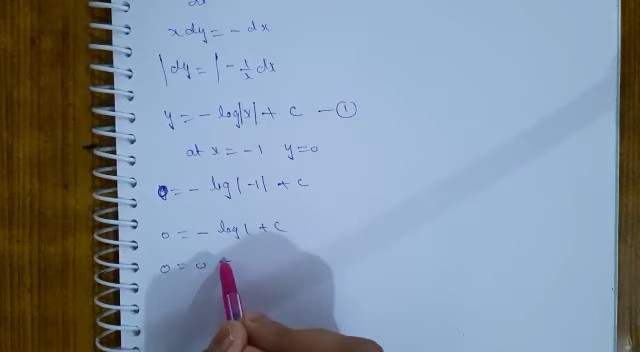 x dy = - dx
∫ dy = ∫ - 1/x dx
y = - log|x| + c - ①
at x = -1 y = 0
0 = - log|-1| + c
0 = - log 1 + c
0 = 0 +